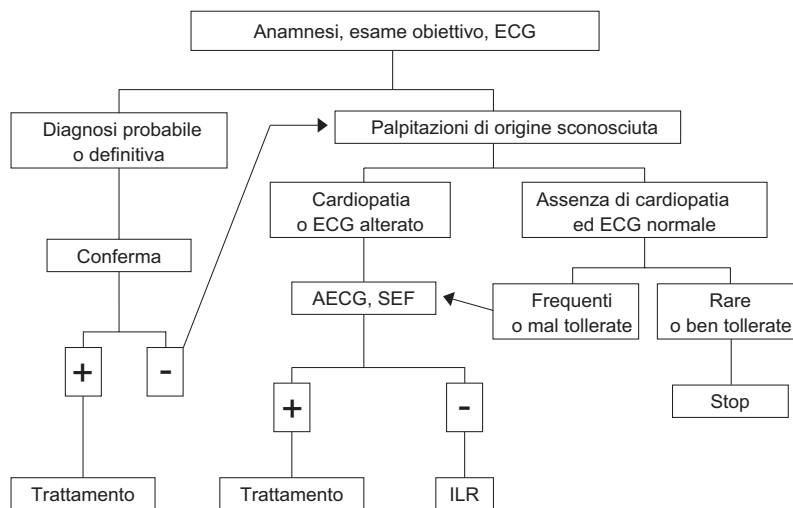 Anamnesi, esame obiettivo, ECG
Diagnosi probabile
o definitiva
Palpitazioni di origine sconosciuta
Cardiopatia
o ECG alterato
Assenza di cardiopatia
ed ECG normale
Conferma
AECG, SEF
Frequenti
o mal tollerate
Rare
o ben tollerate
+
-
+
-
Stop
Trattamento
Trattamento
ILR